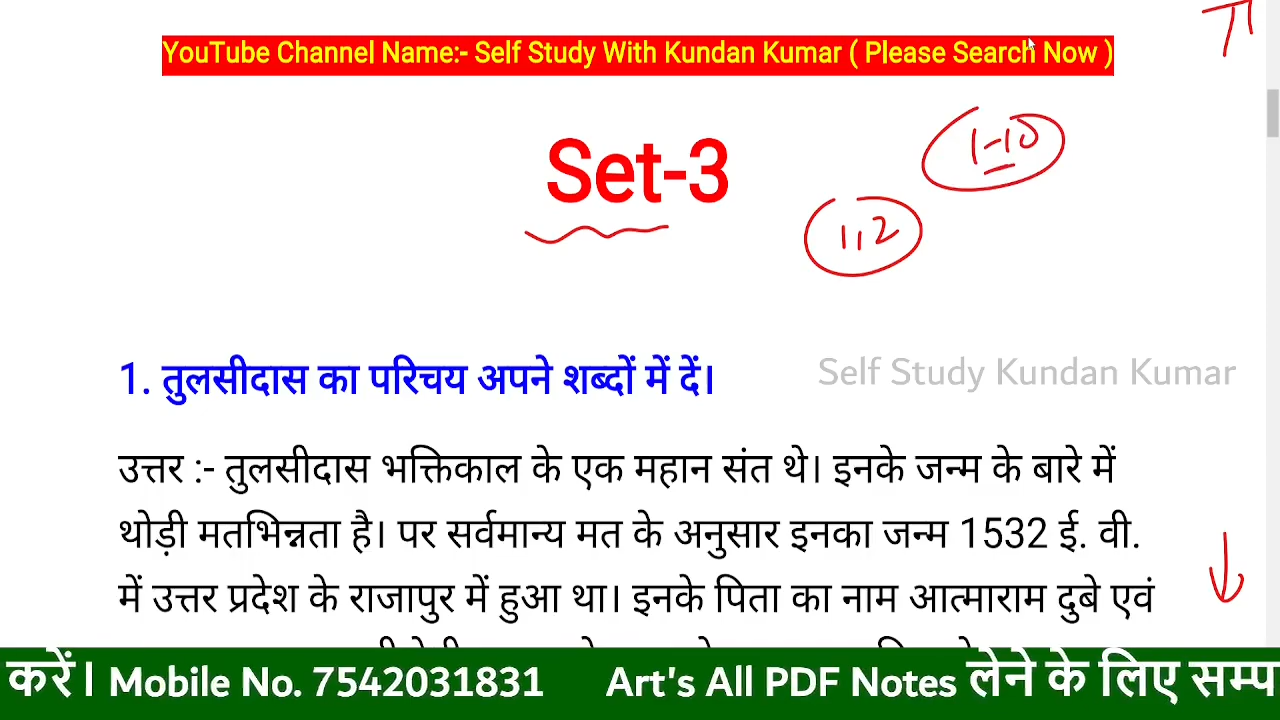 YouTube Channel Name:- Self Study With Kundan Kumar ( Please Search Now )
1-10
Set-3
1,2
1. तुलसीदास का परिचय अपने शब्दों में दें।
Self Study Kundan Kumar
उत्तर :- तुलसीदास भक्तिकाल के एक महान संत थे। इनके जन्म के बारे में
थोड़ी मतभिन्नता है। पर सर्वमान्य मत के अनुसार इनका जन्म 1532 ई. वी.
में उत्तर प्रदेश के राजापुर में हुआ था। इनके पिता का नाम आत्माराम दुबे एवं
करें। Mobile No. 7542031831 Art's All PDF Notes लेने के लिए सम्प